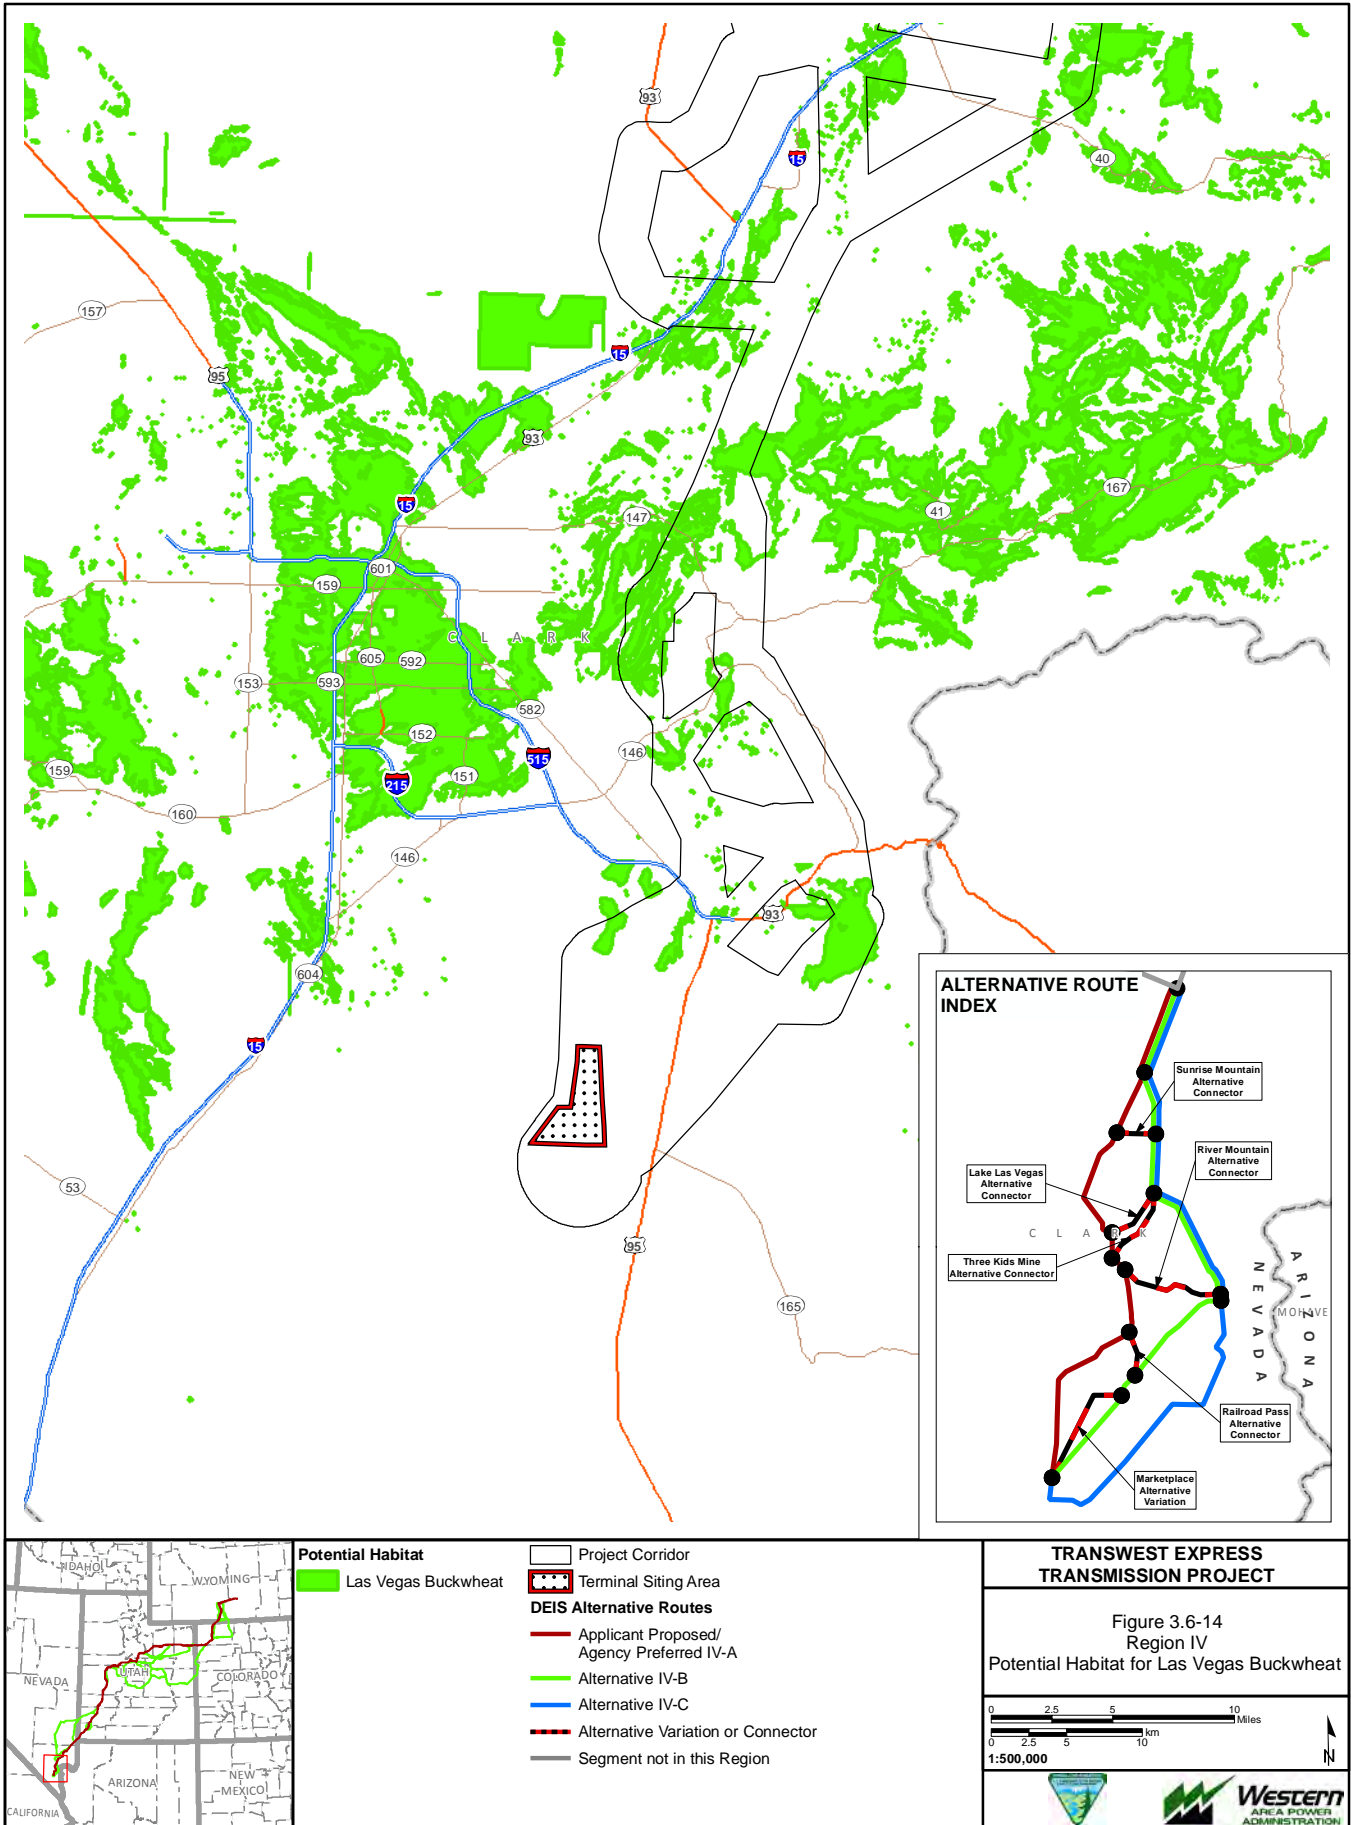 93
15
40
157
95
15
93
15
147
41
167
601
159
C L A R K
605
592
153
593
582
152
146
159
515
215
151
160
146
93
604
15
53
95
165
ALTERNATIVE ROUTE
INDEX
Sunrise Mountain
Alternative
Connector
River Mountain
Alternative
Connector
Lake Las Vegas
Alternative
Connector
C L A R K
Three Kids Mine
Alternative Connector
NEVADA
ARIZONA
MOHAVE
Railroad Pass
Alternative
Connector
Marketplace
Alternative
Variation
IDAHO
WYOMING
NEVADA
UTAH
COLORADO
ARIZONA
NEW
MEXICO
CALIFORNIA
Potential Habitat
Las Vegas Buckwheat
Project Corridor
Terminal Siting Area
DEIS Alternative Routes
Applicant Proposed/
Agency Preferred IV-A
Alternative IV-B
Alternative IV-C
Alternative Variation or Connector
Segment not in this Region
TRANSWEST EXPRESS
TRANSMISSION PROJECT
Figure 3.6-14
Region IV
Potential Habitat for Las Vegas Buckwheat
0 2.5 5 10
Miles
km
0 2.5 5 10
1:500,000
N
Western
AREA POWER
ADMINISTRATION